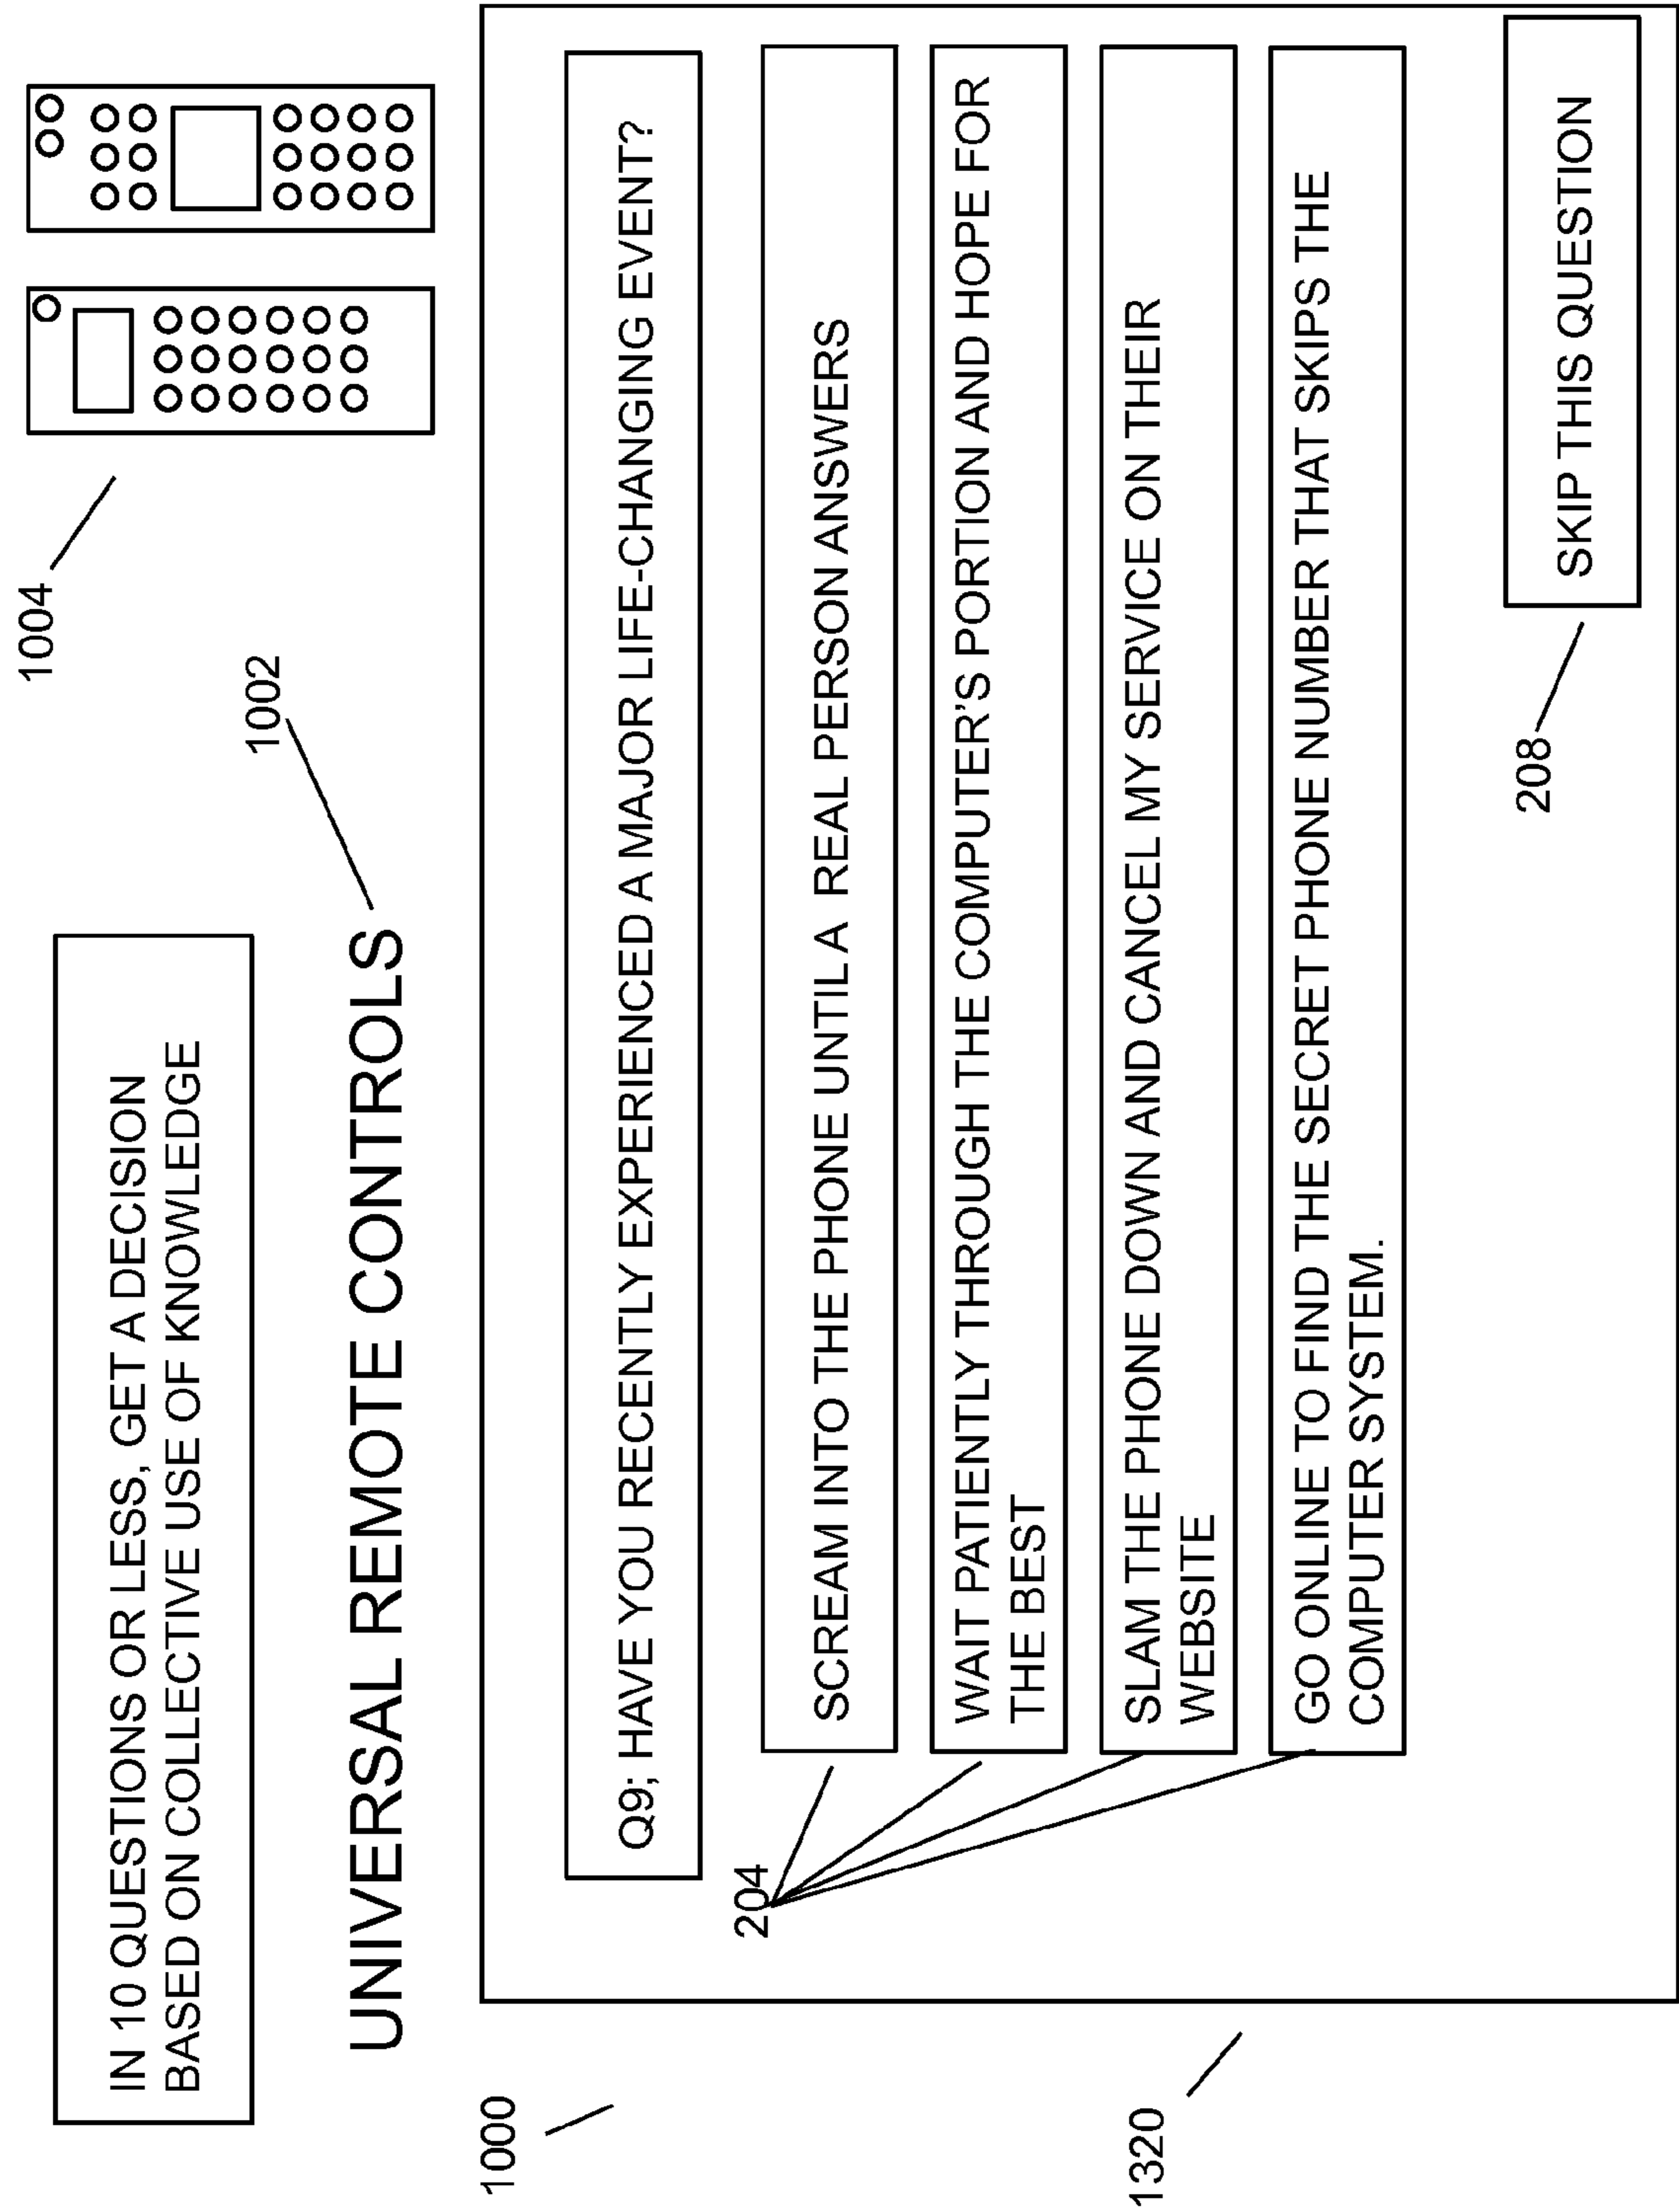 IN 10 QUESTIONS OR LESS, GET A DECISION
BASED ON COLLECTIVE USE OF KNOWLEDGE
1004
UNIVERSAL REMOTE CONTROLS
1002
1000
Q9; HAVE YOU RECENTLY EXPERIENCED A MAJOR LIFE-CHANGING EVENT?
204
SCREAM INTO THE PHONE UNTIL A REAL PERSON ANSWERS
WAIT PATIENTLY THROUGH THE COMPUTER'S PORTION AND HOPE FOR
THE BEST
SLAM THE PHONE DOWN AND CANCEL MY SERVICE ON THEIR
WEBSITE
GO ONLINE TO FIND THE SECRET PHONE NUMBER THAT SKIPS THE
COMPUTER SYSTEM.
1320
208
SKIP THIS QUESTION